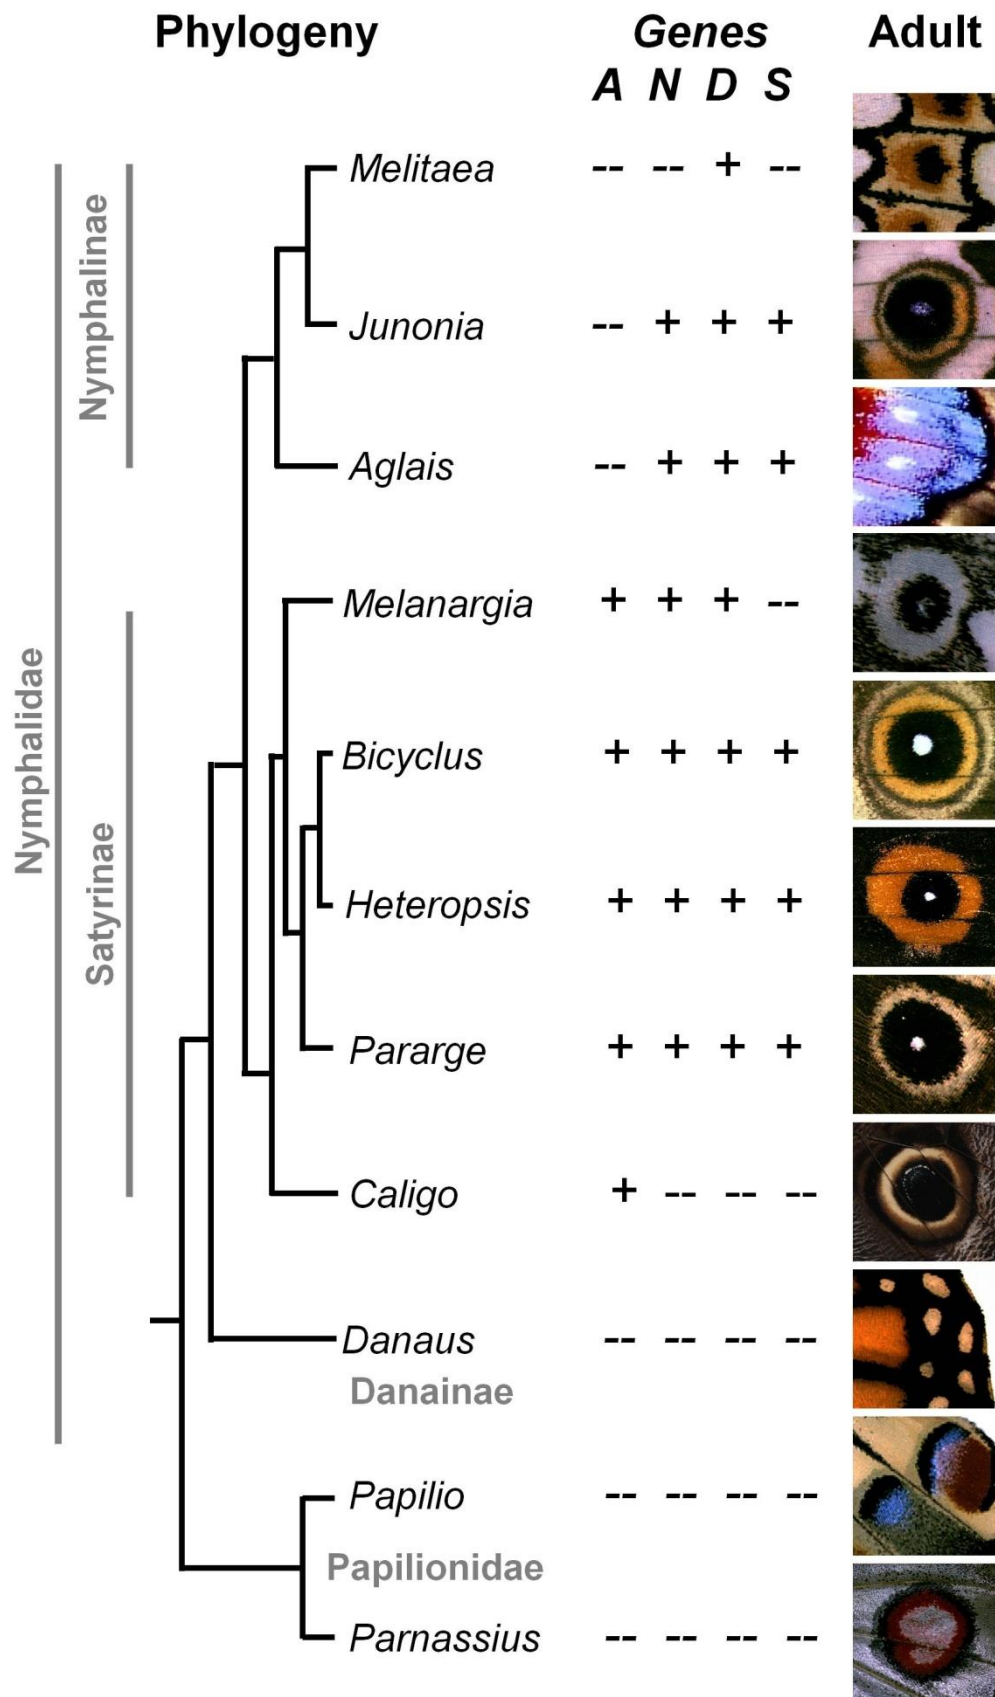 Phylogeny Genes Adult
A N D S
Melitaea -- -- + --
Nymphalinae
Junonia -- + + +
Aglais -- + + +
Melanargia + + + --
Nymphalidae
Bicyclus + + + +
Satyrinae
Heteropsis + + + +
Pararge + + + +
Caligo + -- -- --
Danaus -- -- -- --
Danainae
Papilio -- -- -- --
Papilionidae
Parnassius -- -- -- --